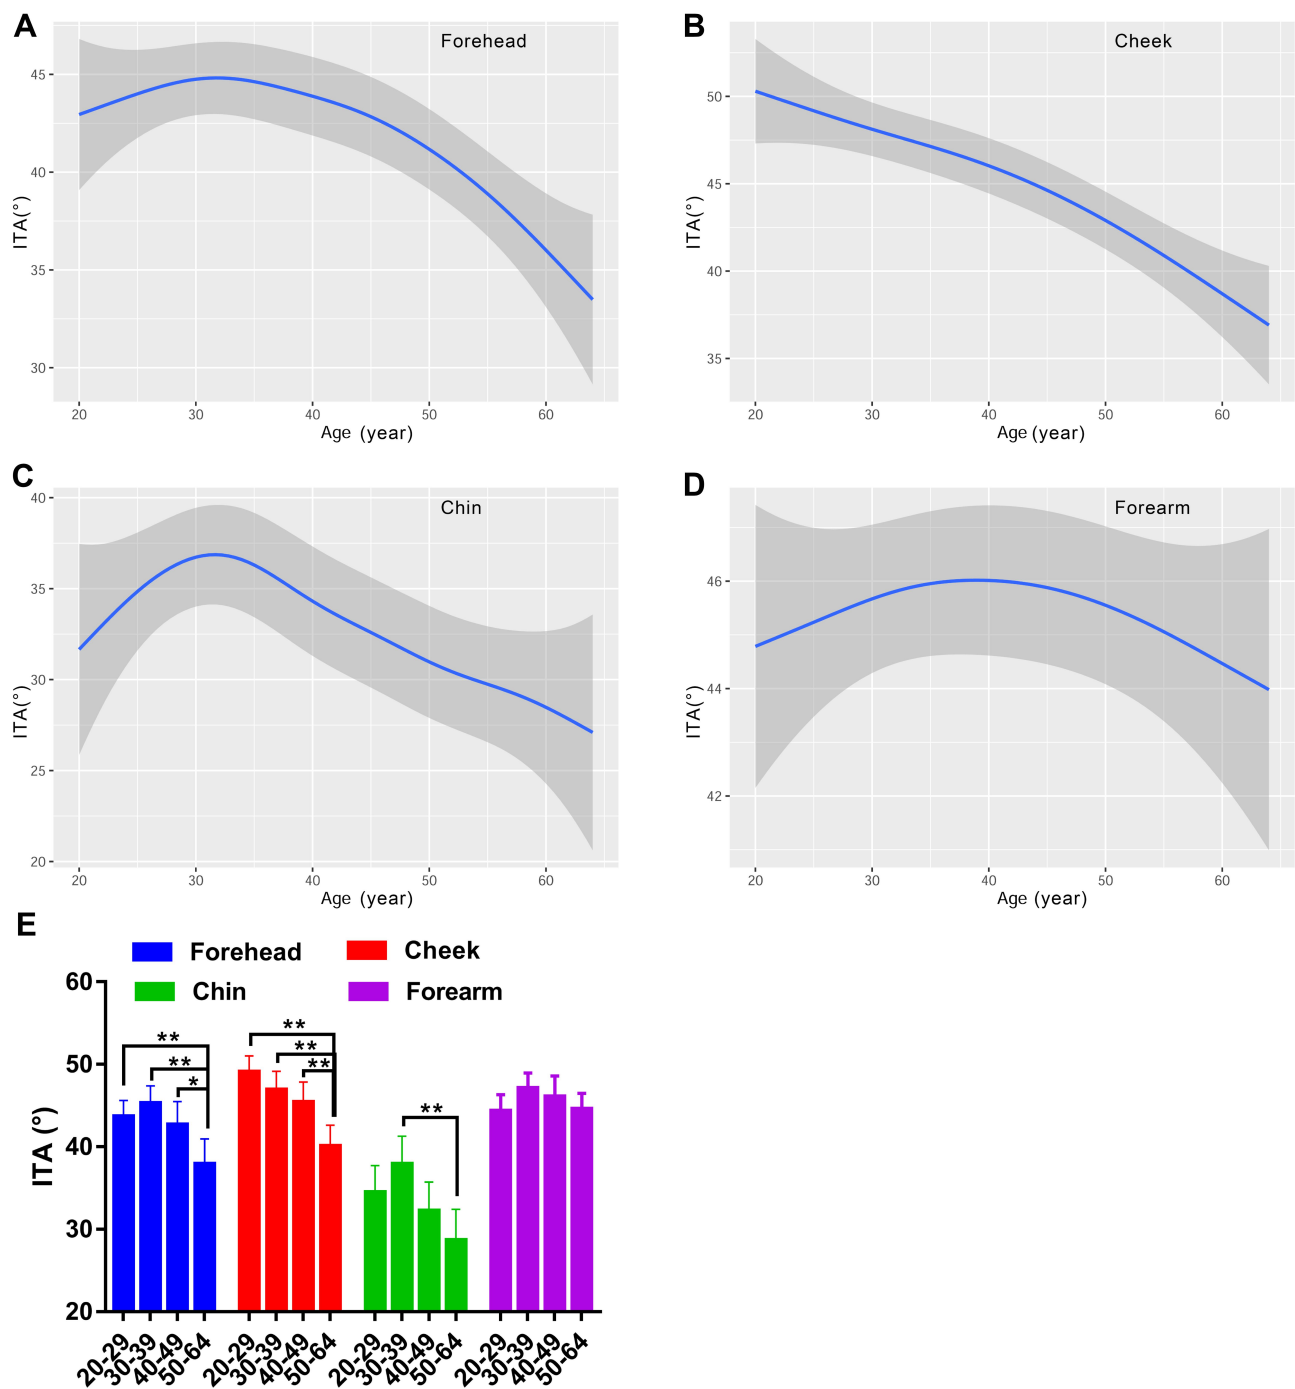 A
Forehead
45
40
35
30
ITA(°)
20 30 40 50 60
Age (year)
B
Cheek
50
45
40
35
ITA(°)
20 30 40 50 60
Age (year)
C
Chin
40
35
30
25
20
ITA(°)
20 30 40 50 60
Age (year)
D
Forearm
46
44
42
ITA(°)
20 30 40 50 60
Age (year)
E
Forehead Cheek
Chin Forearm
60
50
40
30
20
ITA (°)
** ** *
** ** **
**
20-29 30-39 40-49 50-64 20-29 30-39 40-49 50-64 20-29 30-39 40-49 50-64 20-29 30-39 40-49 50-64